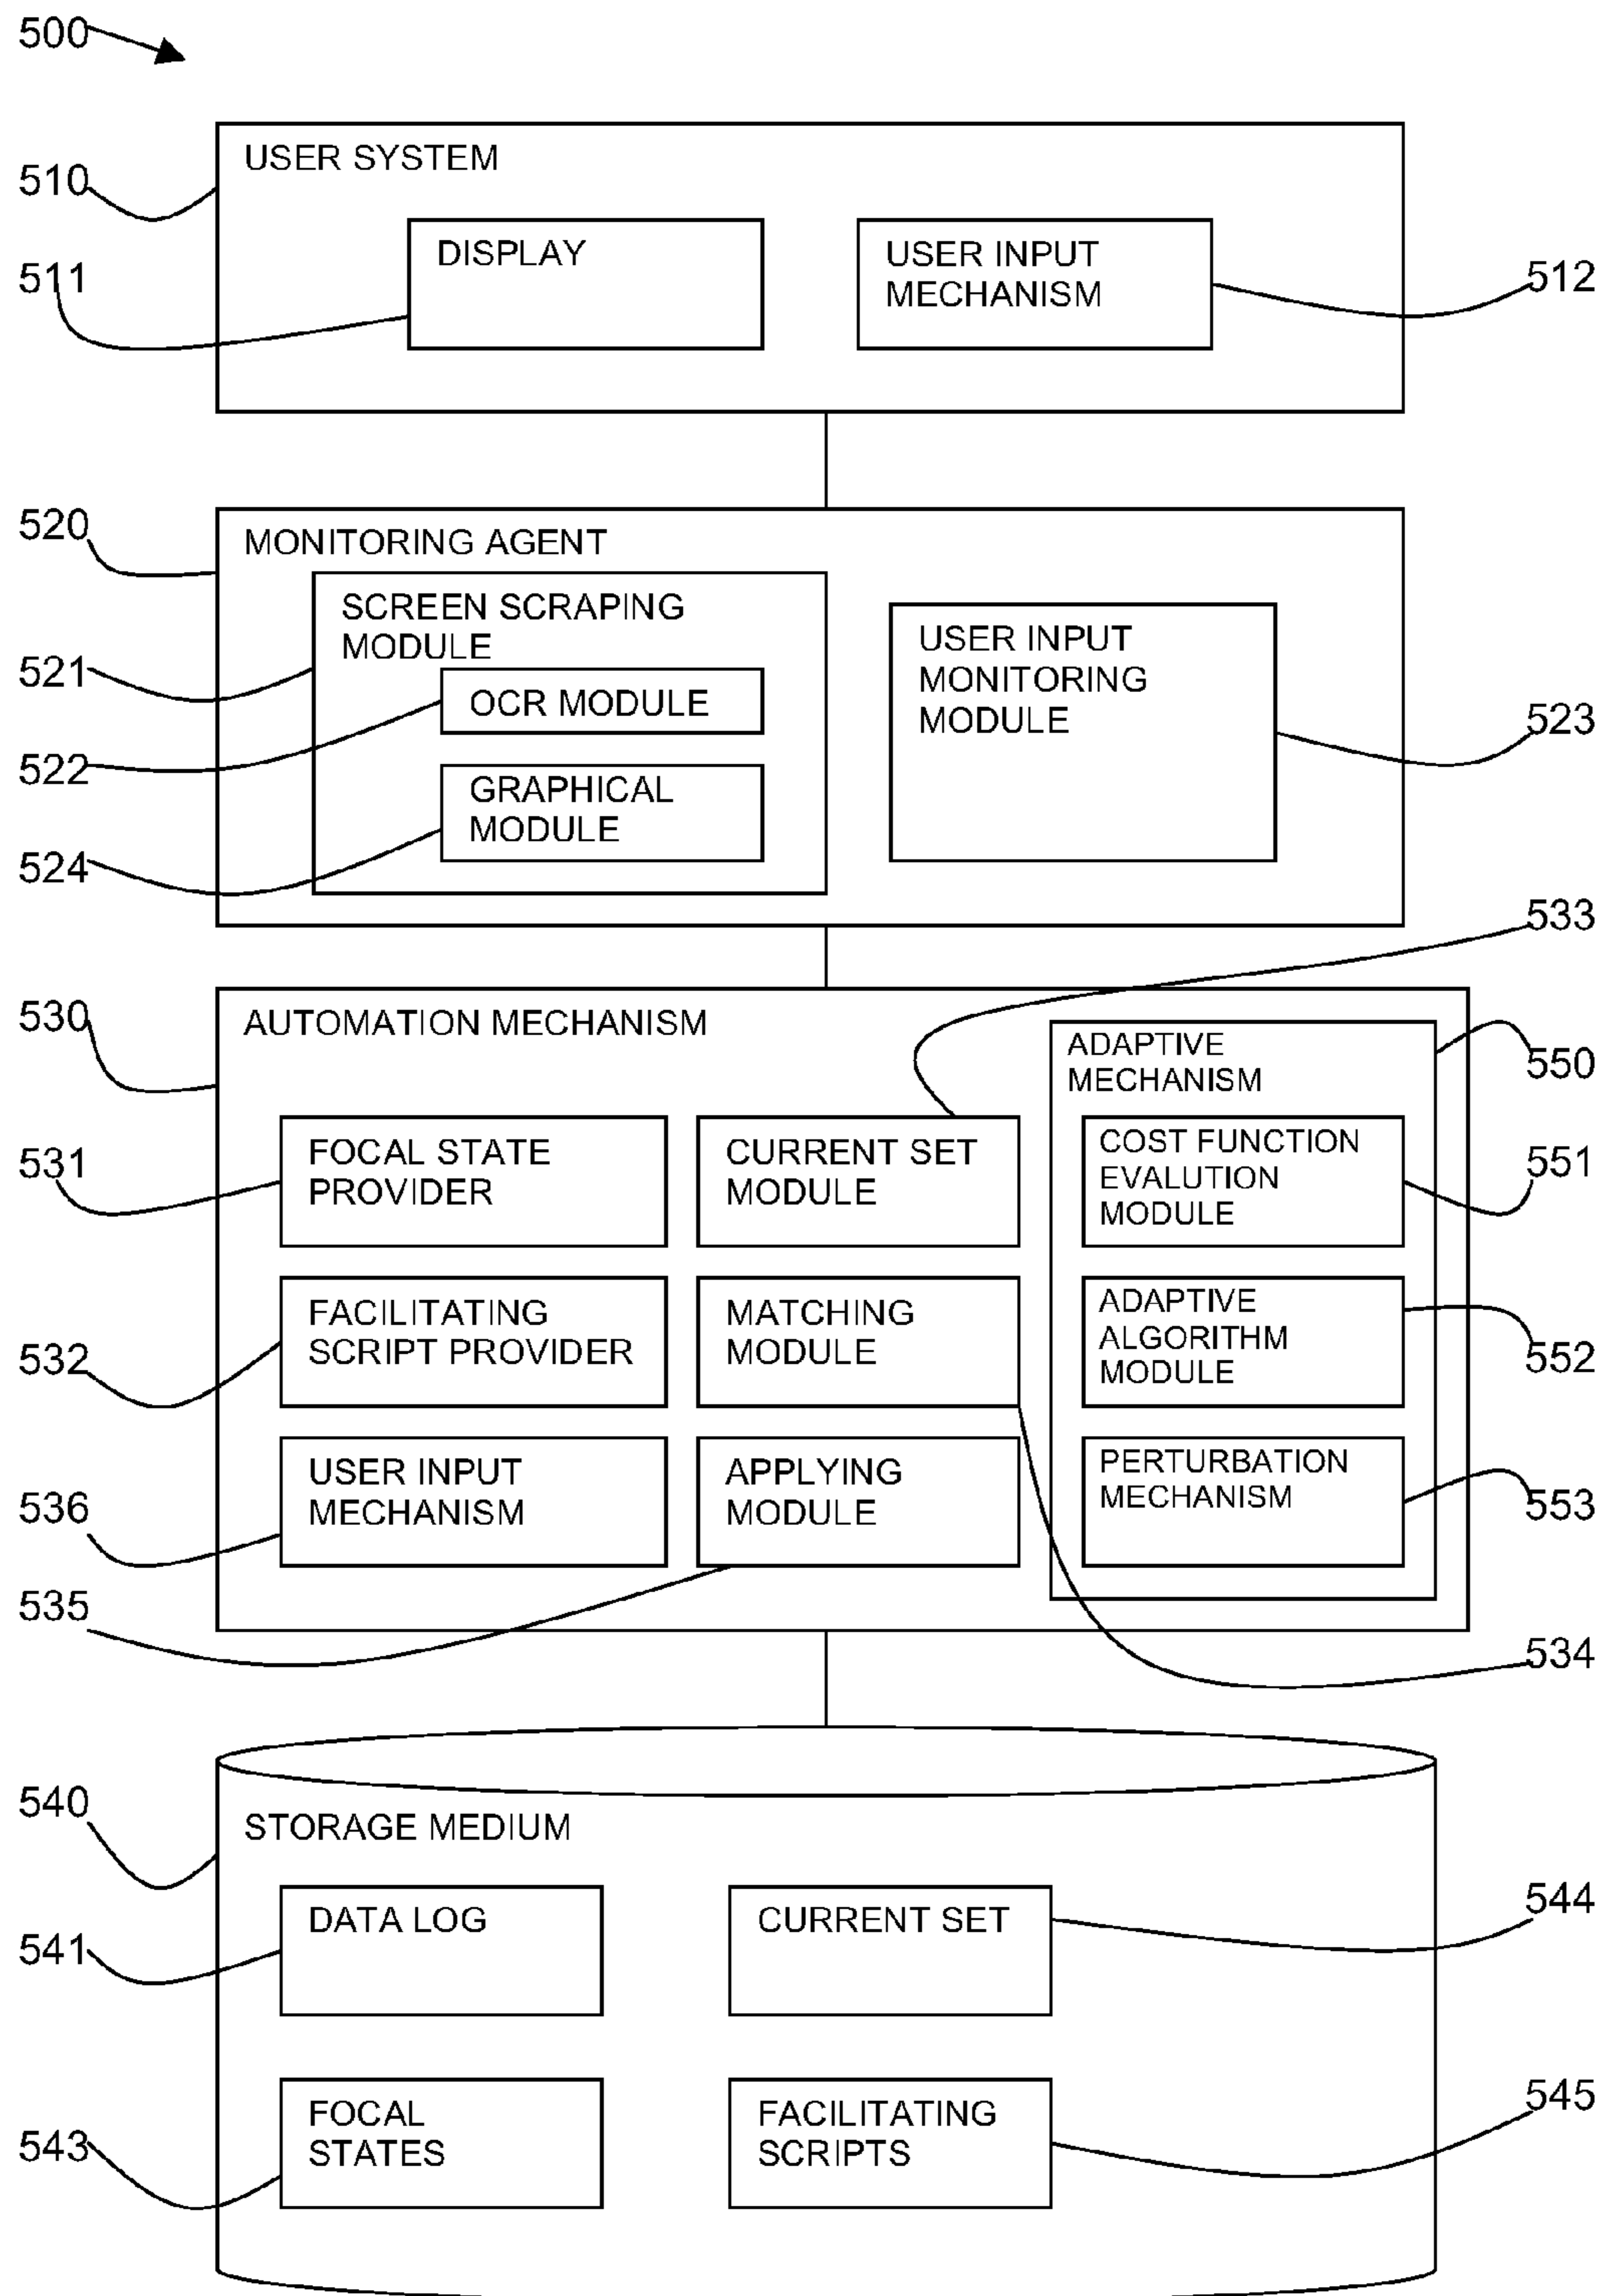 500
USER SYSTEM
510
DISPLAY
USER INPUT
MECHANISM
511
512
520
MONITORING AGENT
SCREEN SCRAPING
MODULE
521
OCR MODULE
USER INPUT
MONITORING
MODULE
523
522
GRAPHICAL
MODULE
524
533
530
AUTOMATION MECHANISM
ADAPTIVE
MECHANISM
550
531
FOCAL STATE
PROVIDER
CURRENT SET
MODULE
COST FUNCTION
EVALUTION
MODULE
551
532
FACILITATING
SCRIPT PROVIDER
MATCHING
MODULE
ADAPTIVE
ALGORITHM
MODULE
552
536
USER INPUT
MECHANISM
APPLYING
MODULE
PERTURBATION
MECHANISM
553
535
534
540
STORAGE MEDIUM
DATA LOG
CURRENT SET
544
541
FOCAL
STATES
FACILITATING
SCRIPTS
545
543